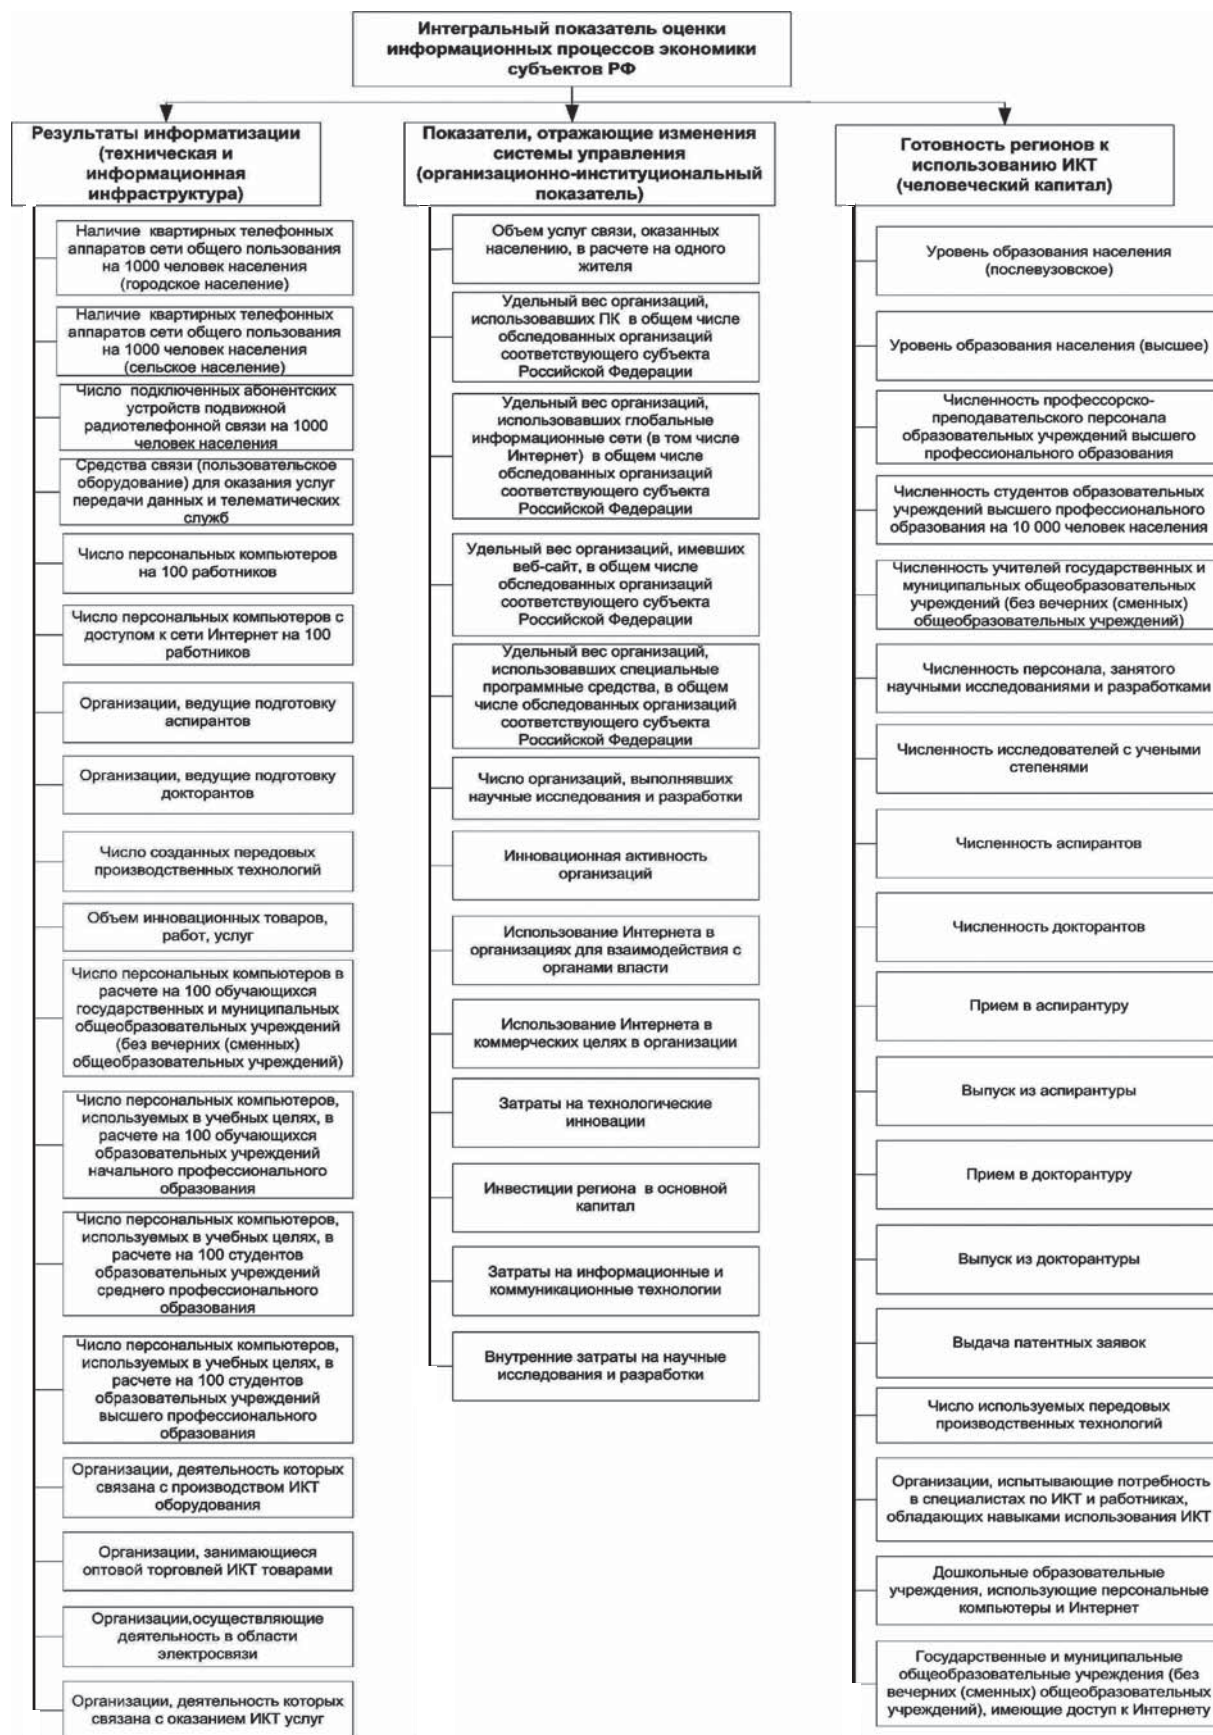 Интегральный показатель оценки
информационных процессов экономики
субъектов РФ
Результаты информатизации
(техническая и
информационная
инфраструктура)
Наличие квартирных телефонных
аппаратов сети общего пользования
на 1000 человек населения
(городское население)
Наличие квартирных телефонных
аппаратов сети общего пользования
на 1000 человек населения
(сельское население)
Число подключенных абонентских
устройств подвижной
радиотелефонной связи на 1000
человек населения
Средства связи (пользовательское
оборудование) для оказания услуг
передачи данных и телематических
служб
Число персональных компьютеров
на 100 работников
Число персональных компьютеров с
доступом к сети Интернет на 100
работников
Организации, ведущие подготовку
аспирантов
Организации, ведущие подготовку
докторантов
Число созданных передовых
производственных технологий
Объем инновационных товаров,
работ, услуг
Число персональных компьютеров в
расчете на 100 обучающихся
государственных и муниципальных
общеобразовательных учреждений
(без вечерних (сменных)
общеобразовательных учреждений)
Число персональных компьютеров,
используемых в учебных целях, в
расчете на 100 обучающихся
образовательных учреждений
начального профессионального
образования
Число персональных компьютеров,
используемых в учебных целях, в
расчете на 100 студентов
образовательных учреждений
среднего профессионального
образования
Число персональных компьютеров,
используемых в учебных целях, в
расчете на 100 студентов
образовательных учреждений
высшего профессионального
образования
Организации, деятельность которых
связана с производством ИКТ
оборудования
Организации, занимающиеся
оптовой торговлей ИКТ товарами
Организации,осуществляющие
деятельность в области
электросвязи
Организации, деятельность которых
связана с оказанием ИКТ услуг
Показатели, отражающие изменения
системы управления
(организационно-институциональный
показатель)
Объем услуг связи, оказанных
населению, в расчете на одного
жителя
Удельный вес организаций,
использовавших ПК в общем числе
обследованных организаций
соответствующего субъекта
Российской Федерации
Удельный вес организаций,
использовавших глобальные
информационные сети (в том числе
Интернет) в общем числе
обследованных организаций
соответствующего субъекта
Российской Федерации
Удельный вес организаций, имевших
веб-сайт, в общем числе
обследованных организаций
соответствующего субъекта
Российской Федерации
Удельный вес организаций,
использовавших специальные
программные средства, в общем
числе обследованных организаций
соответствующего субъекта
Российской Федерации
Число организаций, выполнявших
научные исследования и разработки
Инновационная активность
организаций
Использование Интернета в
организациях для взаимодействия с
органами власти
Использование Интернета в
коммерческих целях в организации
Затраты на технологические
инновации
Инвестиции региона в основной
капитал
Затраты на информационные и
коммуникационные технологии
Внутренние затраты на научные
исследования и разработки
Готовность регионов к
использованию ИКТ
(человеческий капитал)
Уровень образования населения
(послевузовское)
Уровень образования населения (высшее)
Численность профессорско-
преподавательского персонала
образовательных учреждений высшего
профессионального образования
Численность студентов образовательных
учреждений высшего профессионального
образования на 10 000 человек населения
Численность учителей государственных и
муниципальных общеобразовательных
учреждений (без вечерних (сменных)
общеобразовательных учреждений)
Численность персонала, занятого
научными исследованиями и разработками
Численность исследователей с учеными
степенями
Численность аспирантов
Численность докторантов
Прием в аспирантуру
Выпуск из аспирантуры
Прием в докторантуру
Выпуск из докторантуры
Выдача патентных заявок
Число используемых передовых
производственных технологий
Организации, испытывающие потребность
в специалистах по ИКТ и работниках,
обладающих навыками использования ИКТ
Дошкольные образовательные
учреждения, использующие персональные
компьютеры и Интернет
Государственные и муниципальные
общеобразовательные учреждения (без
вечерних (сменных) общеобразовательных
учреждений), имеющие доступ к Интернету